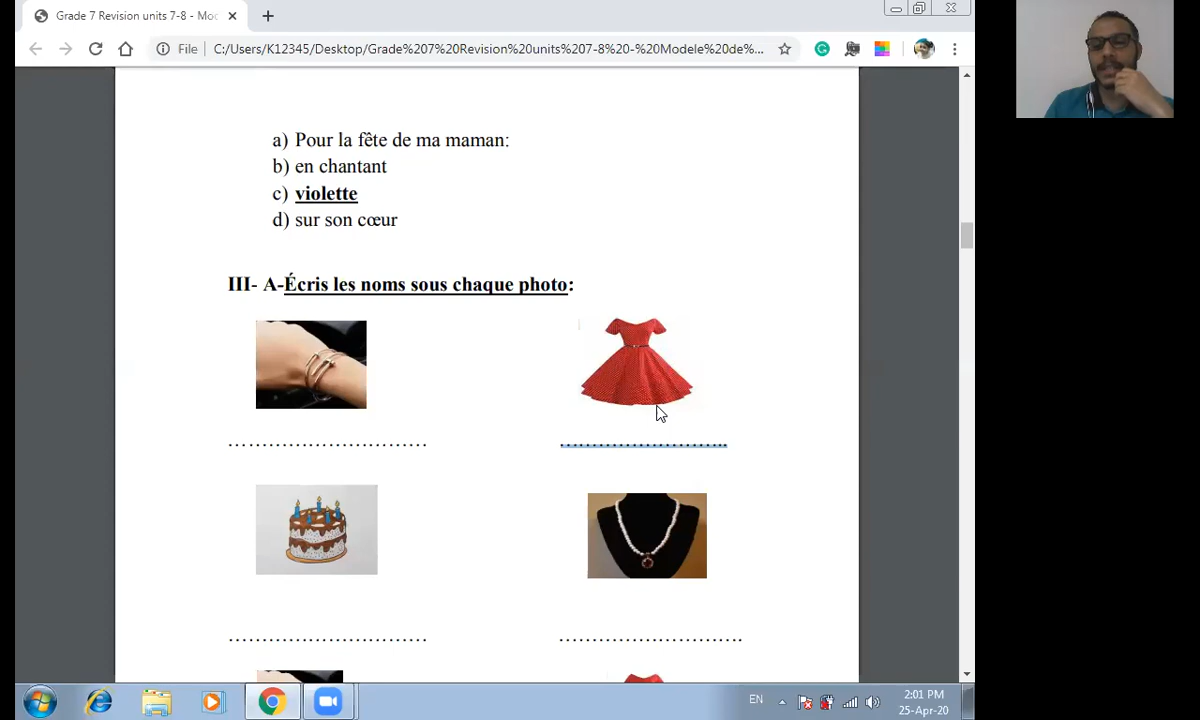 Grade 7 Revision units 7-8 - Moc
File C:/Users/K12345/Desktop/Grade%207%20Revision%20units%207-8%20-%20Modele%20de%...
a) Pour la fête de ma maman:
b) en chantant
c) violette
d) sur son cœur
III- A-Écris les noms sous chaque photo:
EN
2:01 PM
25-Apr-20